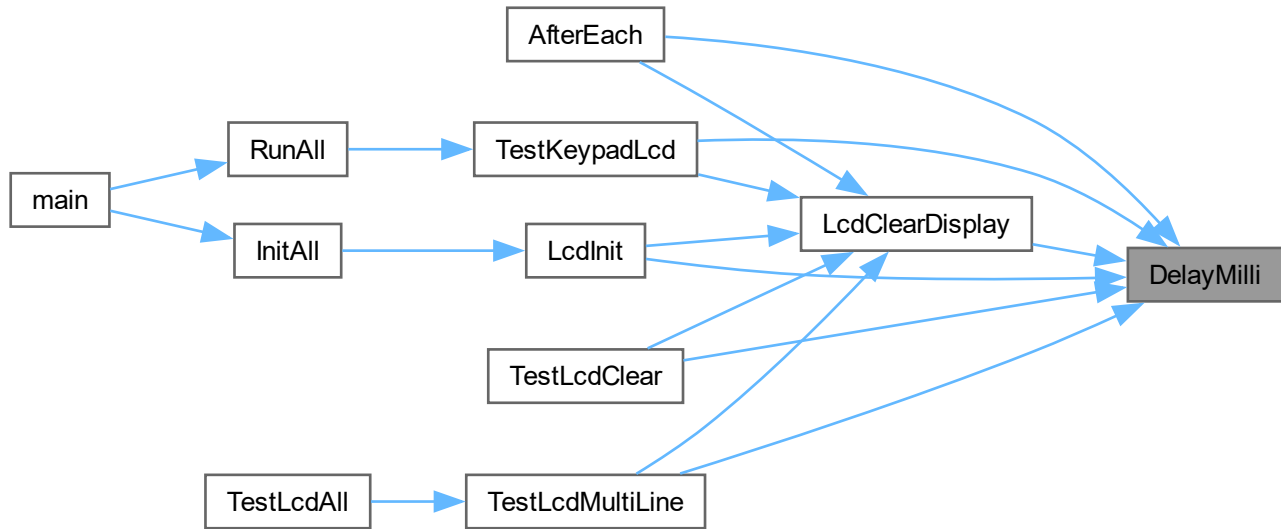 AfterEach
RunAll
TestKeypadLcd
main
LcdClearDisplay
InitAll
LcdInit
DelayMilli
TestLcdClear
TestLcdAll
TestLcdMultiLine